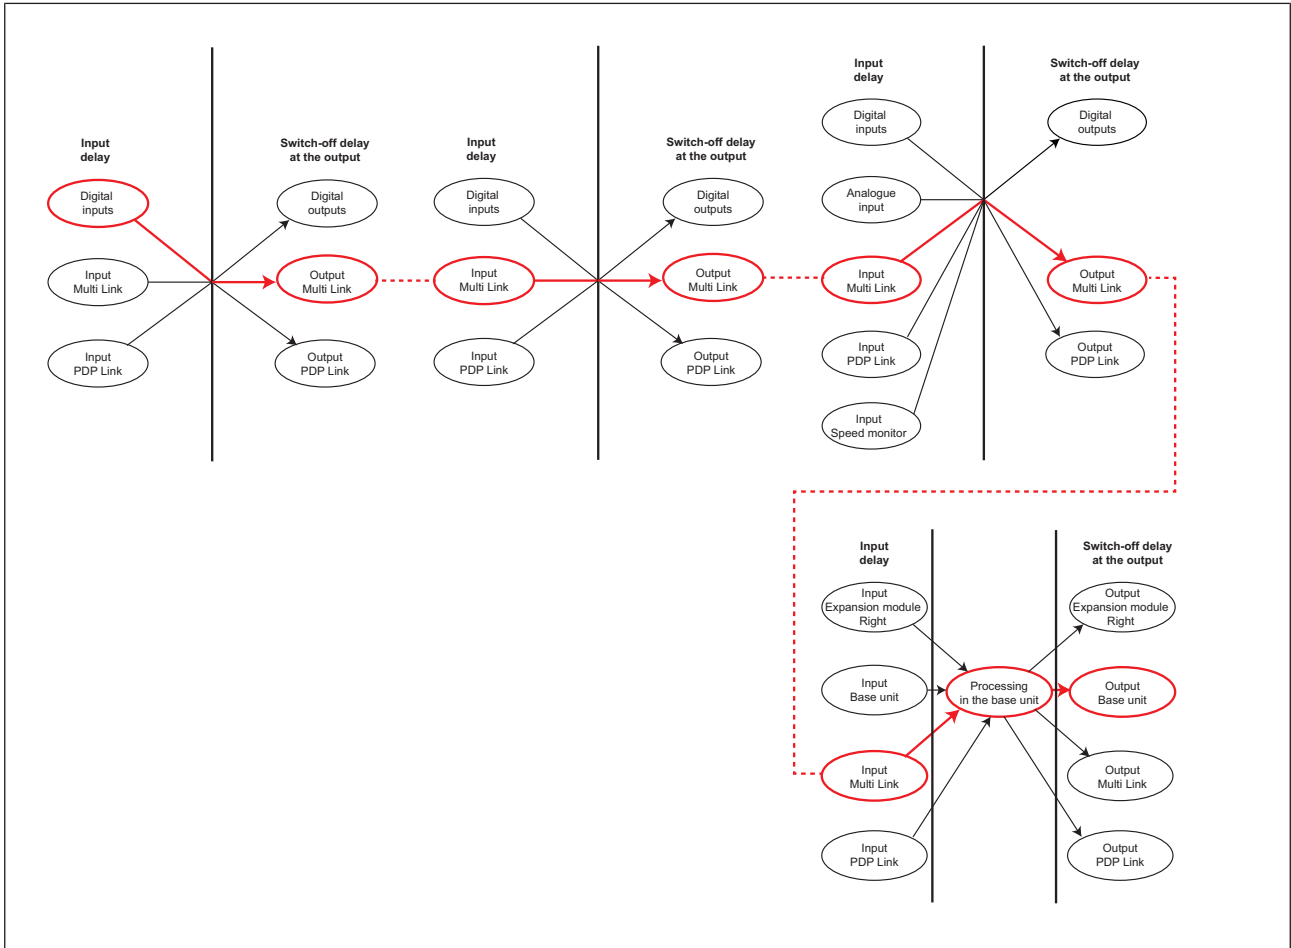 Input
delay
Digital
inputs
Input
Multi Link
Input
PDP Link
Switch-off delay
at the output
Digital
outputs
Output
Multi Link
Output
PDP Link
Input
delay
Digital
inputs
Input
Multi Link
Input
PDP Link
Switch-off delay
at the output
Digital
outputs
Output
Multi Link
Output
PDP Link
Input
delay
Digital
inputs
Analogue
input
Input
Multi Link
Input
PDP Link
Input
Speed monitor
Switch-off delay
at the output
Digital
outputs
Output
Multi Link
Output
PDP Link
Input
delay
Input
Expansion module
Right
Input
Base unit
Input
Multi Link
Input
PDP Link
Processing
in the base unit
Switch-off delay
at the output
Output
Expansion module
Right
Output
Base unit
Output
Multi Link
Output
PDP Link